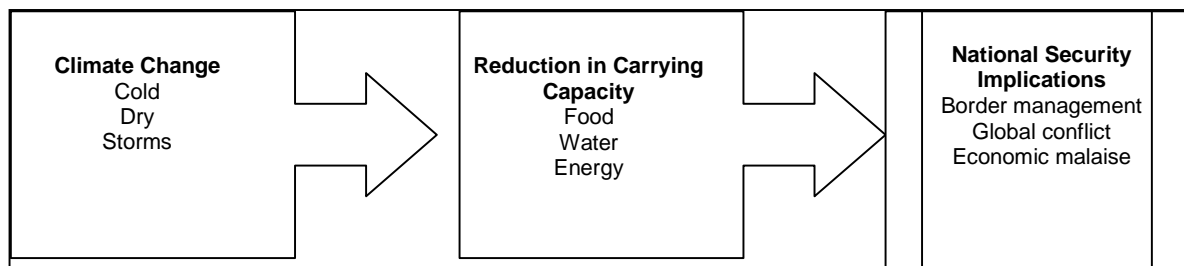 Climate Change
Cold
Dry
Storms
Reduction in Carrying
Capacity
Food
Water
Energy
National Security
Implications
Border management
Global conflict
Economic malaise